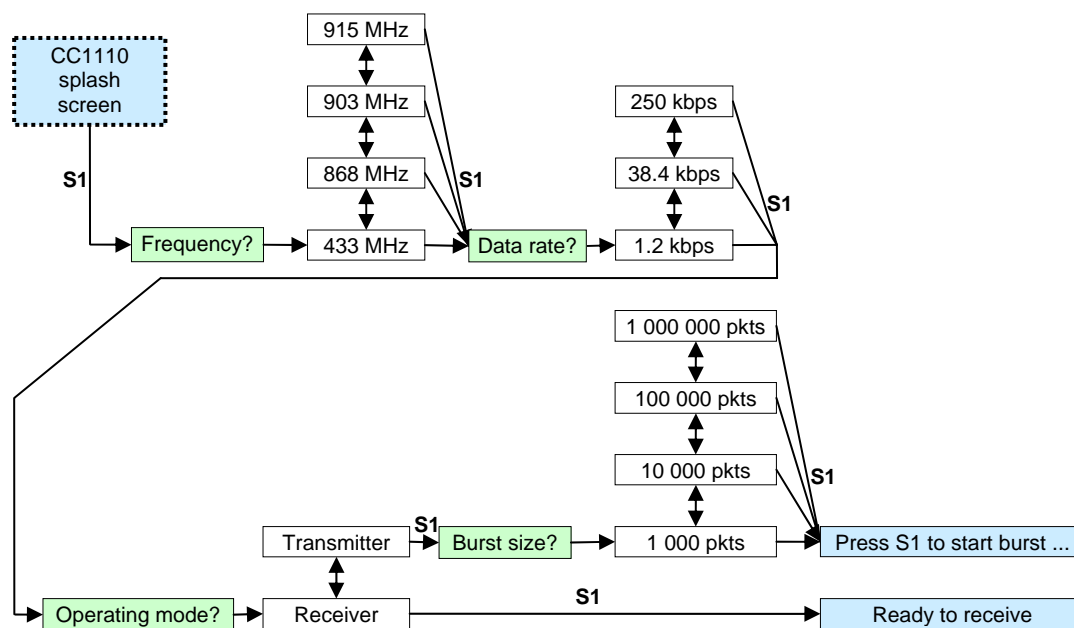 CC1110
splash
screen
S1
Frequency?
915 MHz
903 MHz
868 MHz
433 MHz
S1
Data rate?
250 kbps
38.4 kbps
1.2 kbps
S1
Operating mode?
Transmitter
Receiver
S1
Burst size?
1 000 000 pkts
100 000 pkts
10 000 pkts
1 000 pkts
S1
Press S1 to start burst ...
S1
Ready to receive